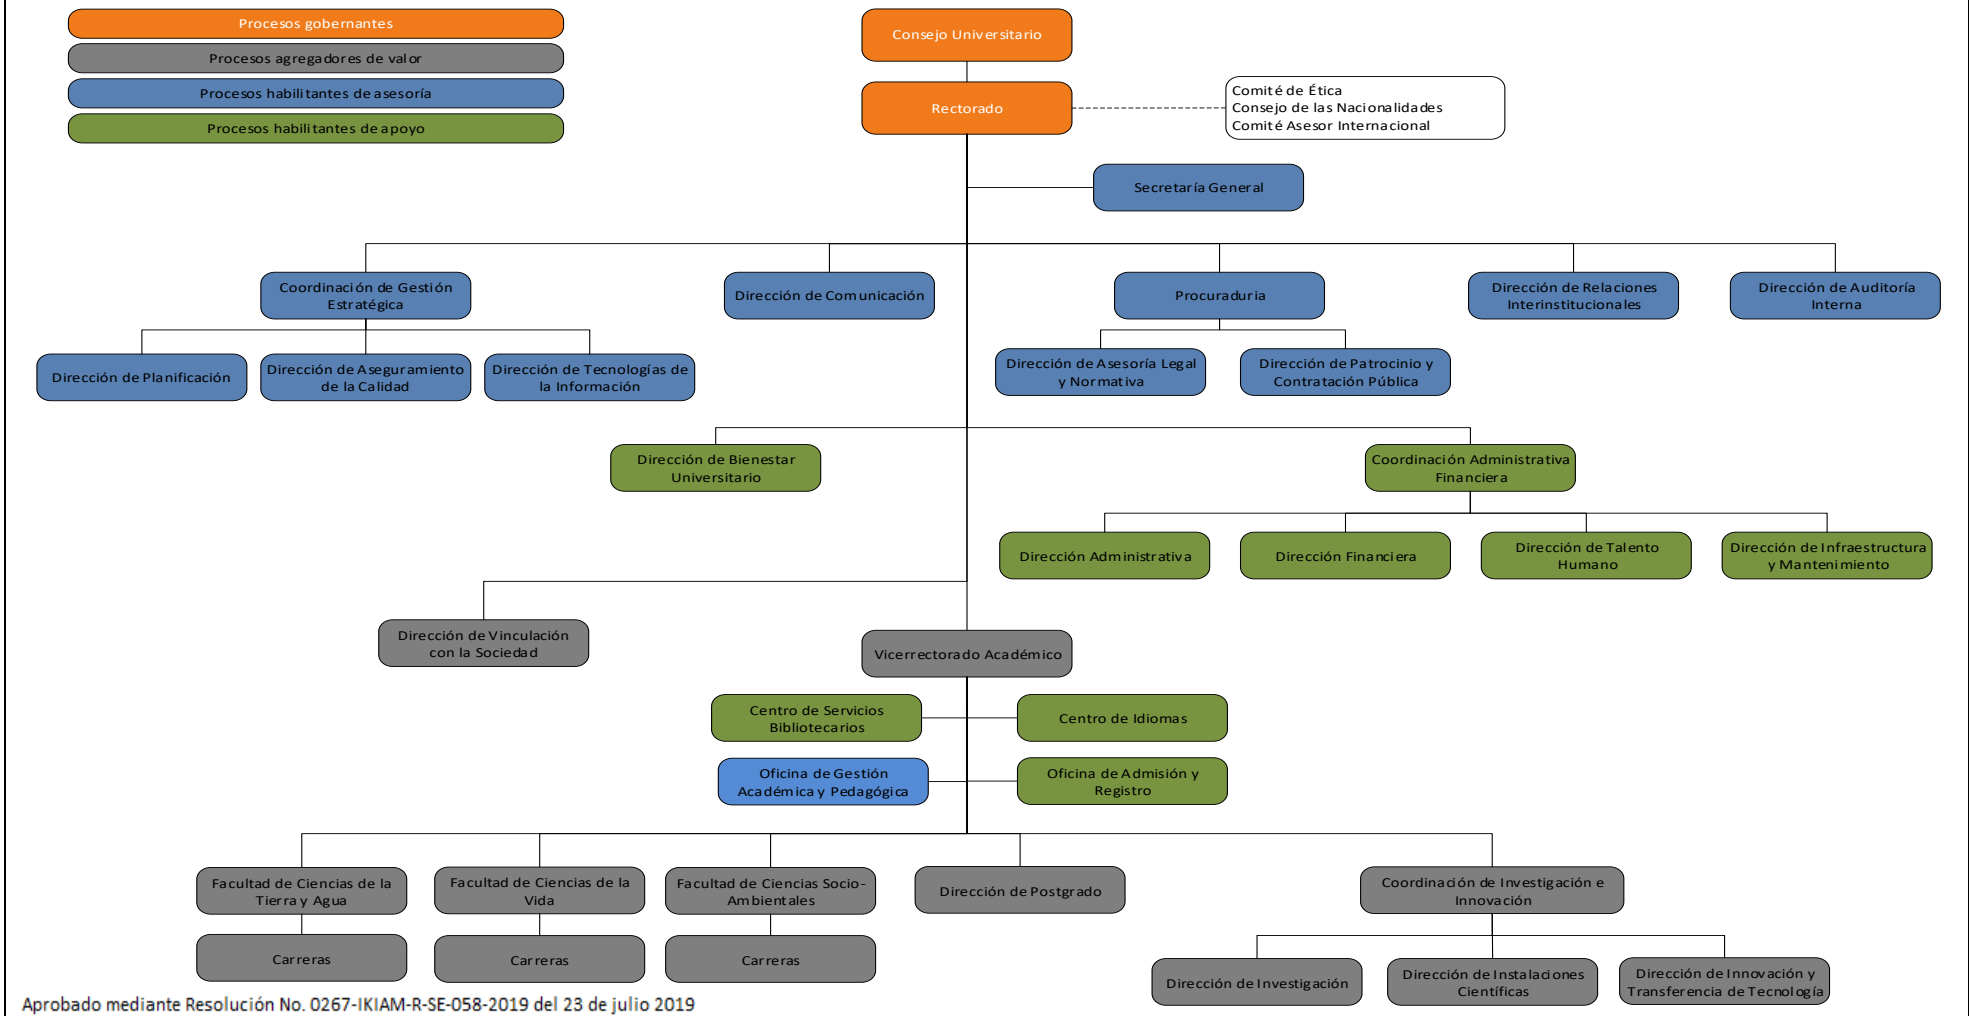 Procesos gobernantes
Procesos agregadores de valor
Procesos habilitantes de asesoría
Procesos habilitantes de apoyo
Consejo Universitario
Rectorado
Comité de Ética
Consejo de las Nacionalidades
Comité Asesor Internacional
Secretaría General
Coordinación de Gestión
Estratégica
Dirección de Comunicación
Procuraduria
Dirección de Relaciones
Interinstitucionales
Dirección de Auditoría
Interna
Dirección de Planificación
Dirección de Aseguramiento
de la Calidad
Dirección de Tecnologías de
la Información
Dirección de Asesoría Legal
y Normativa
Dirección de Patrocinio y
Contratación Pública
Dirección de Bienestar
Universitario
Coordinación Administrativa
Financiera
Dirección Administrativa
Dirección Financiera
Dirección de Talento
Humano
Dirección de Infraestructura
y Mantenimiento
Dirección de Vinculación
con la Sociedad
Vicerrectorado Académico
Centro de Servicios
Bibliotecarios
Centro de Idiomas
Oficina de Gestión
Académica y Pedagógica
Oficina de Admisión y
Registro
Facultad de Ciencias de la
Tierra y Agua
Facultad de Ciencias de la
Vida
Facultad de Ciencias Socio-
Ambientales
Dirección de Postgrado
Coordinación de Investigación e
Innovación
Carreras
Carreras
Carreras
Dirección de Investigación
Dirección de Instalaciones
Científicas
Dirección de Innovación y
Transferencia de Tecnología
Aprobado mediante Resolución No. 0267-IKIAM-R-SE-058-2019 del 23 de julio 2019